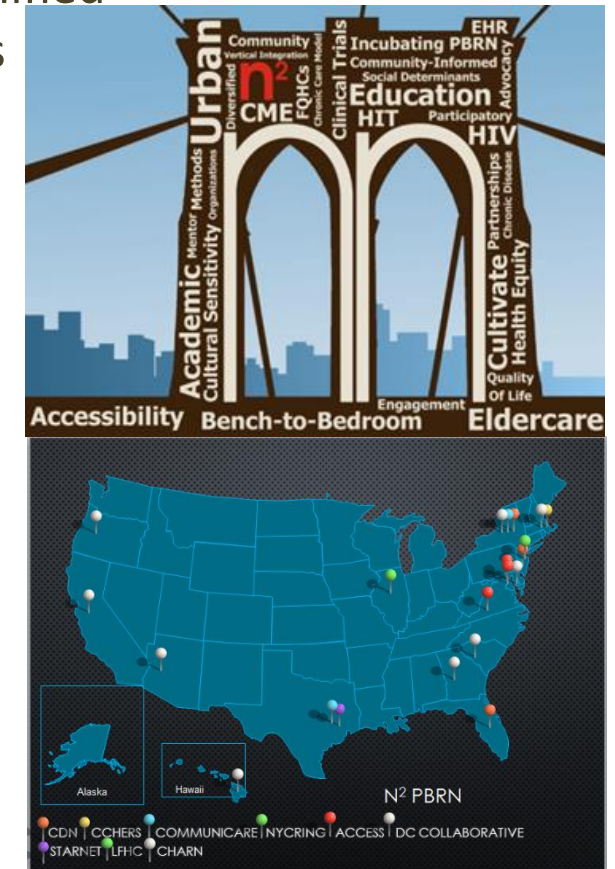 s
Urban
Community
Vertical Integration
n²
Diversified
CME
FQHCs
Chronic Care Model
Clinical Trials
EHR
Incubating PBRN
Community-Informed
Social Determinants
Education
HIT
Participatory
Advocacy
HIV
Academic
Mentor
Methods
Cultural Sensitivity
Organizations
Cultivate
Partnerships
Chronic Disease
Health Equity
Quality
Of Life
Engagement
Accessibility
Bench-to-Bedroom
Eldercare
Alaska
Hawaii
N² PBRN
CDN CCHERS COMMUNICARE NYCRING ACCESS DC COLLABORATIVE
STARNET LFHC CHARN